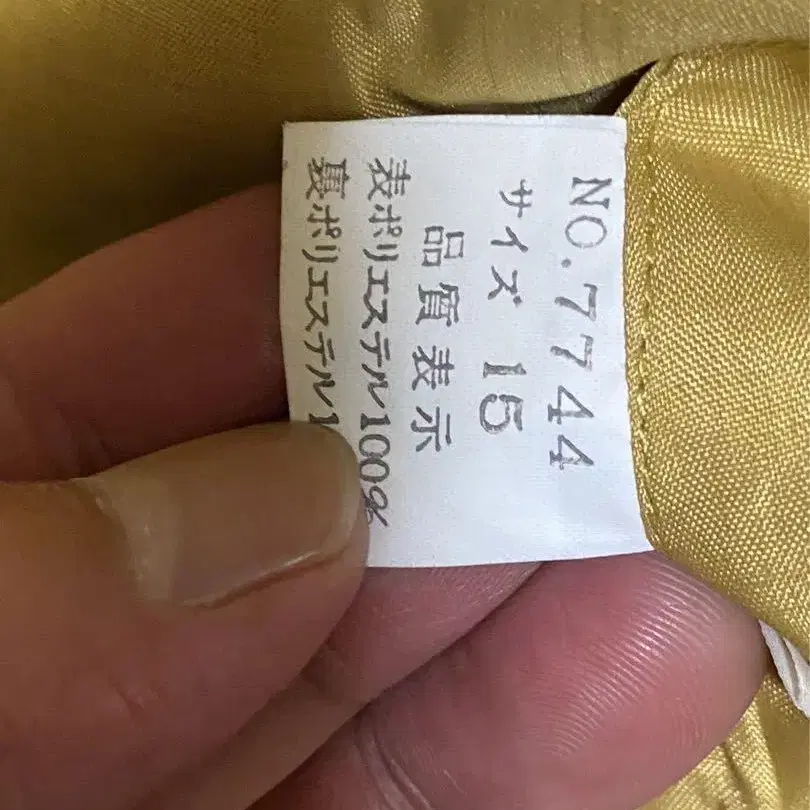 NO.7744
サイズ 15
品質表示
表ポリエステル100%
裏ポリエステル1